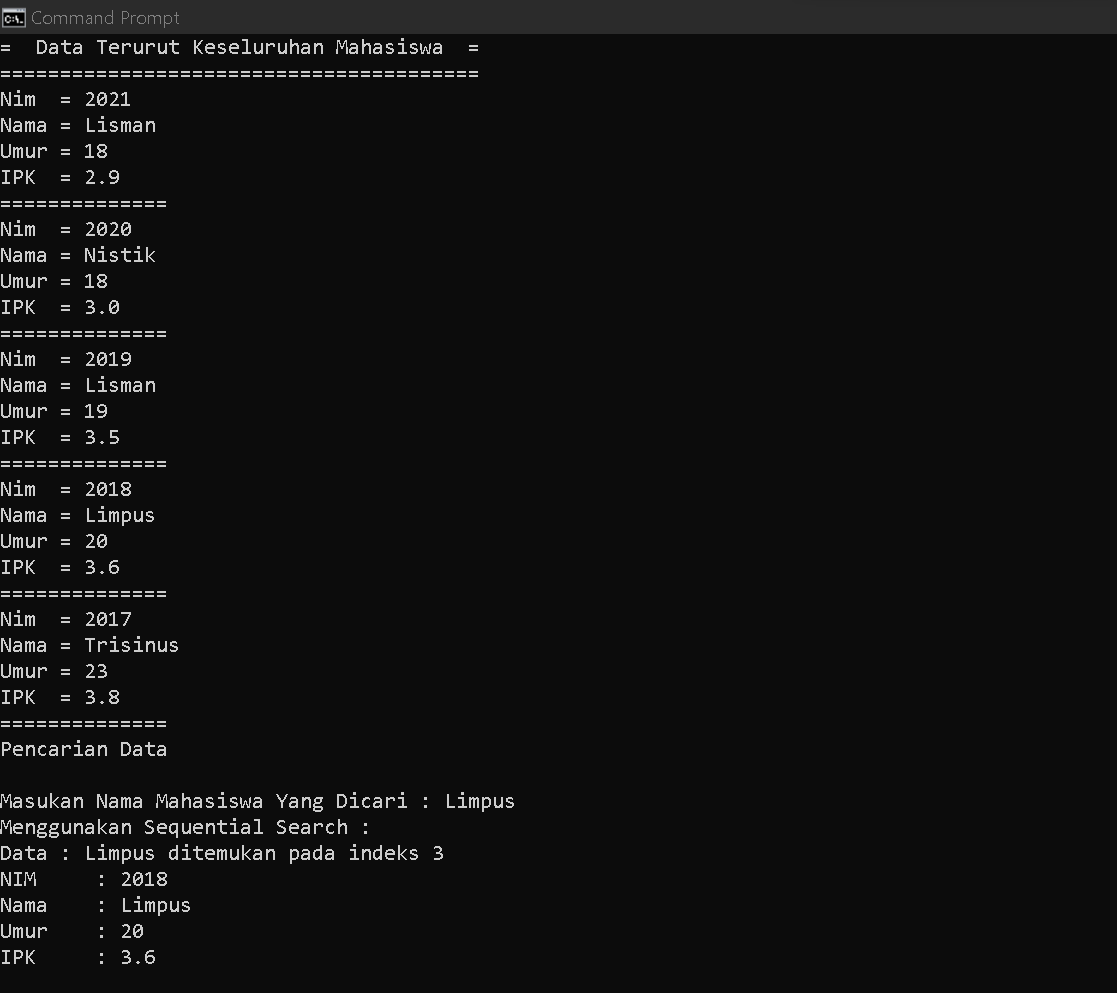 Command Prompt
=  Data Terurut Keseluruhan Mahasiswa  =
========================================
Nim  = 2021
Nama = Lisman
Umur = 18
IPK  = 2.9
==============
Nim  = 2020
Nama = Nistik
Umur = 18
IPK  = 3.0
==============
Nim  = 2019
Nama = Lisman
Umur = 19
IPK  = 3.5
==============
Nim  = 2018
Nama = Limpus
Umur = 20
IPK  = 3.6
==============
Nim  = 2017
Nama = Trisinus
Umur = 23
IPK  = 3.8
==============
Pencarian Data
Masukan Nama Mahasiswa Yang Dicari : Limpus
Menggunakan Sequential Search :
Data : Limpus ditemukan pada indeks 3
NIM     : 2018
Nama    : Limpus
Umur    : 20
IPK     : 3.6